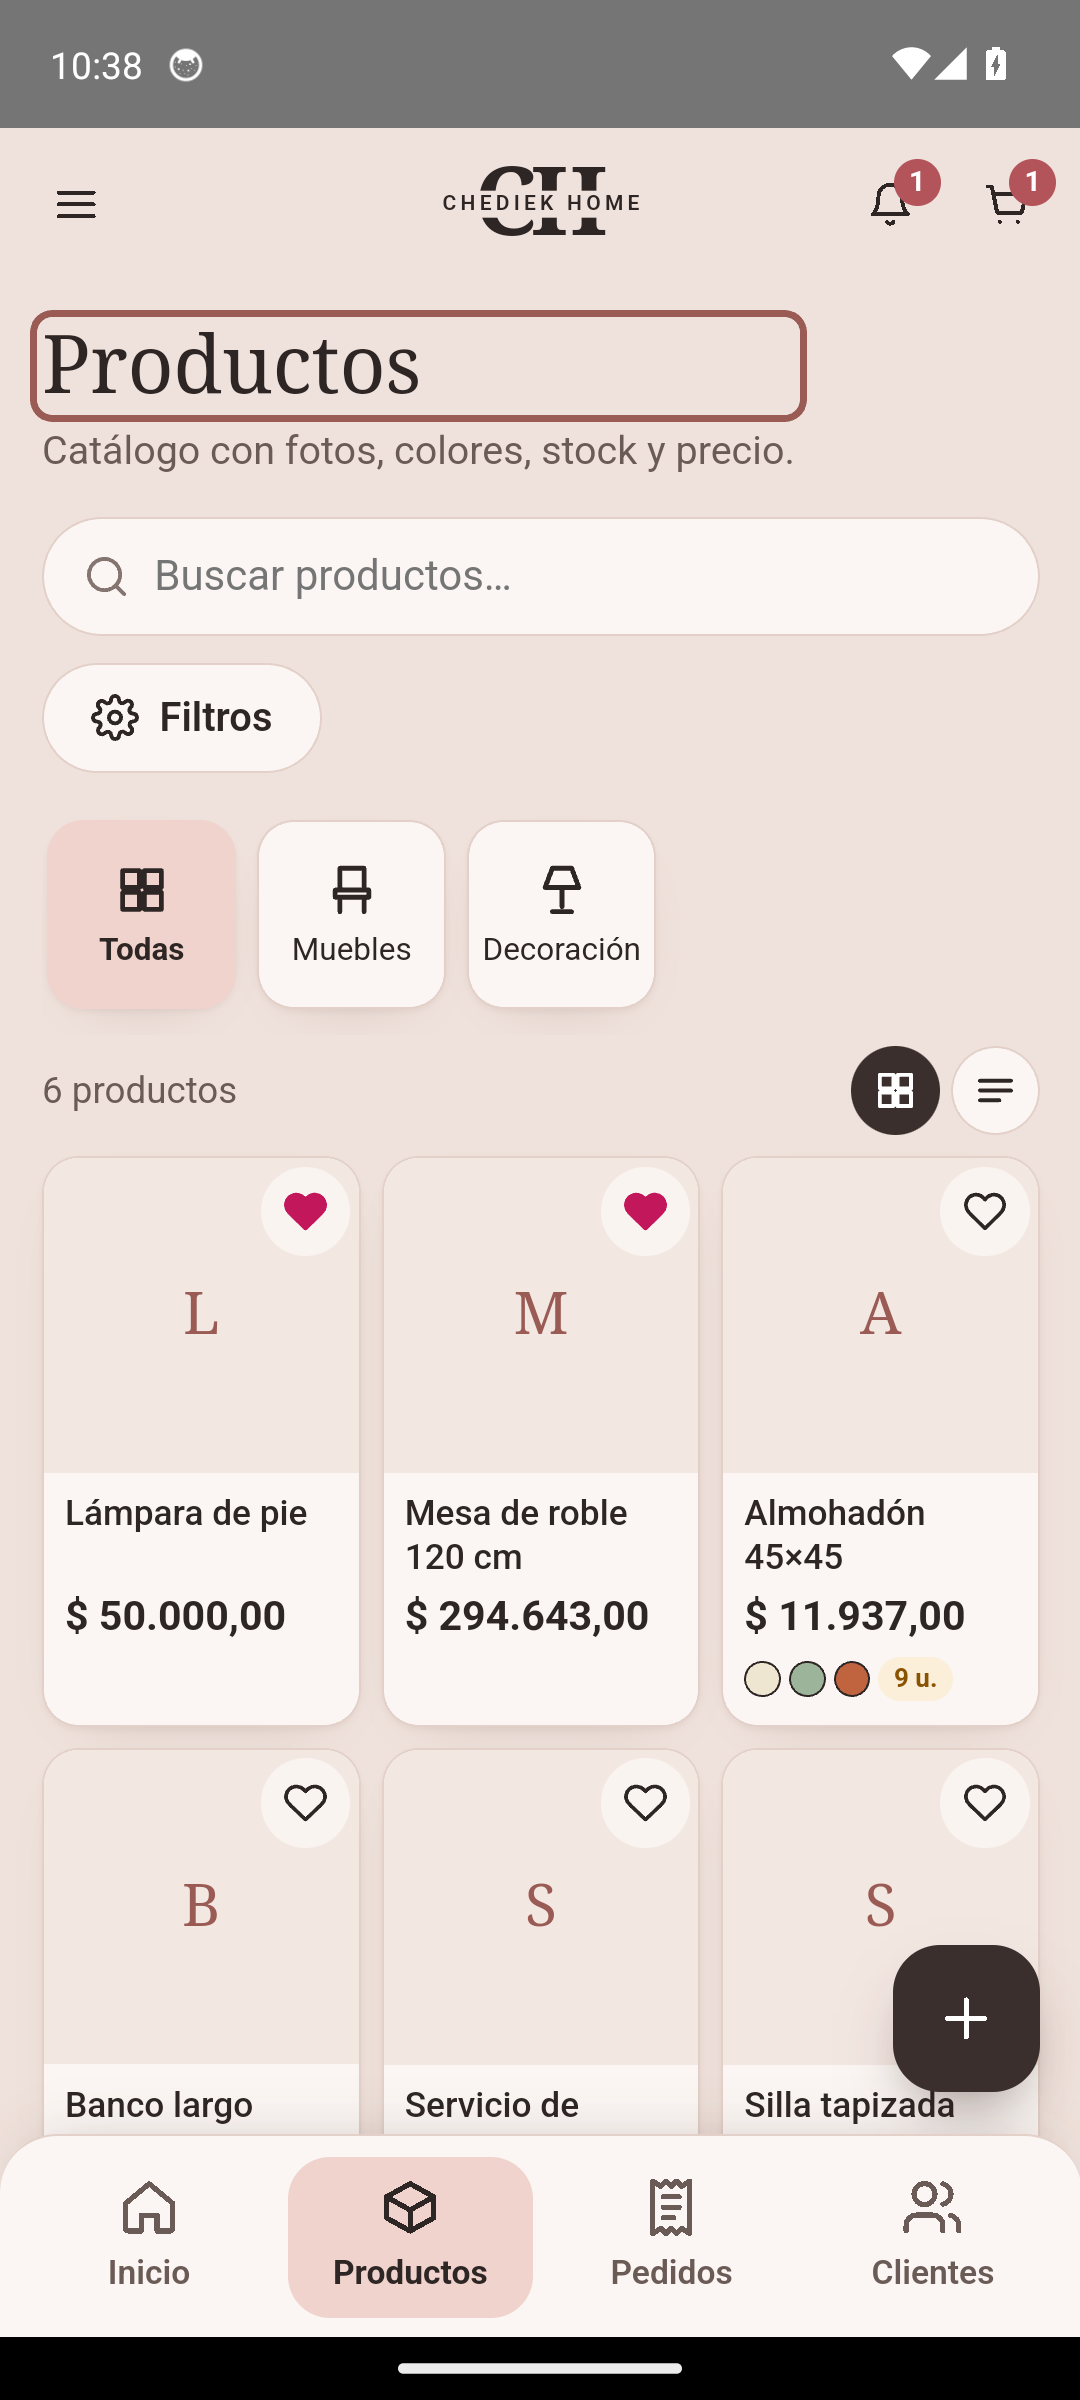 10:38
CH
CHEDIEK HOME
1
1
Productos
Catálogo con fotos, colores, stock y precio.
Buscar productos...
Filtros
Todas
Muebles
Decoración
6 productos
L
M
A
Lámpara de pie
$ 50.000,00
Mesa de roble
120 cm
$ 294.643,00
Almohadón
45×45
$ 11.937,00
9 u.
B
S
S
Banco largo
Servicio de
Silla tapizada
Inicio
Productos
Pedidos
Clientes